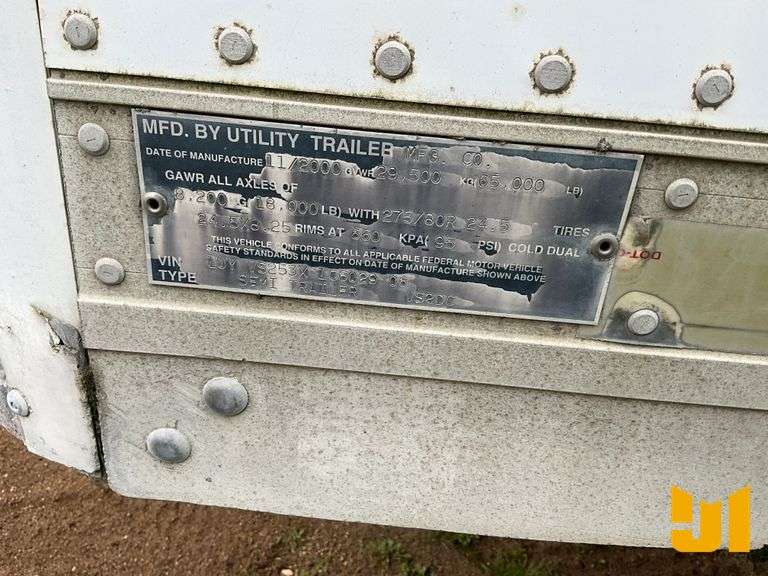 MFD. BY UTILITY TRAILER MFG. CO.
DATE OF MANUFACTURE 11/2000 GVWR 29,500 KG(65,000 LB)
GAWR ALL AXLES OF
8,200 KG(18,000 LB) WITH 275/80R 24.5 TIRES
24.5X8.25 RIMS AT 660 KPA( 95 PSI) COLD DUAL
THIS VEHICLE CONFORMS TO ALL APPLICABLE FEDERAL MOTOR VEHICLE
SAFETY STANDARDS IN EFFECT ON DATE OF MANUFACTURE SHOWN ABOVE
VIN:
TYPE SEMI TRAILER VS2DC
DOT-C